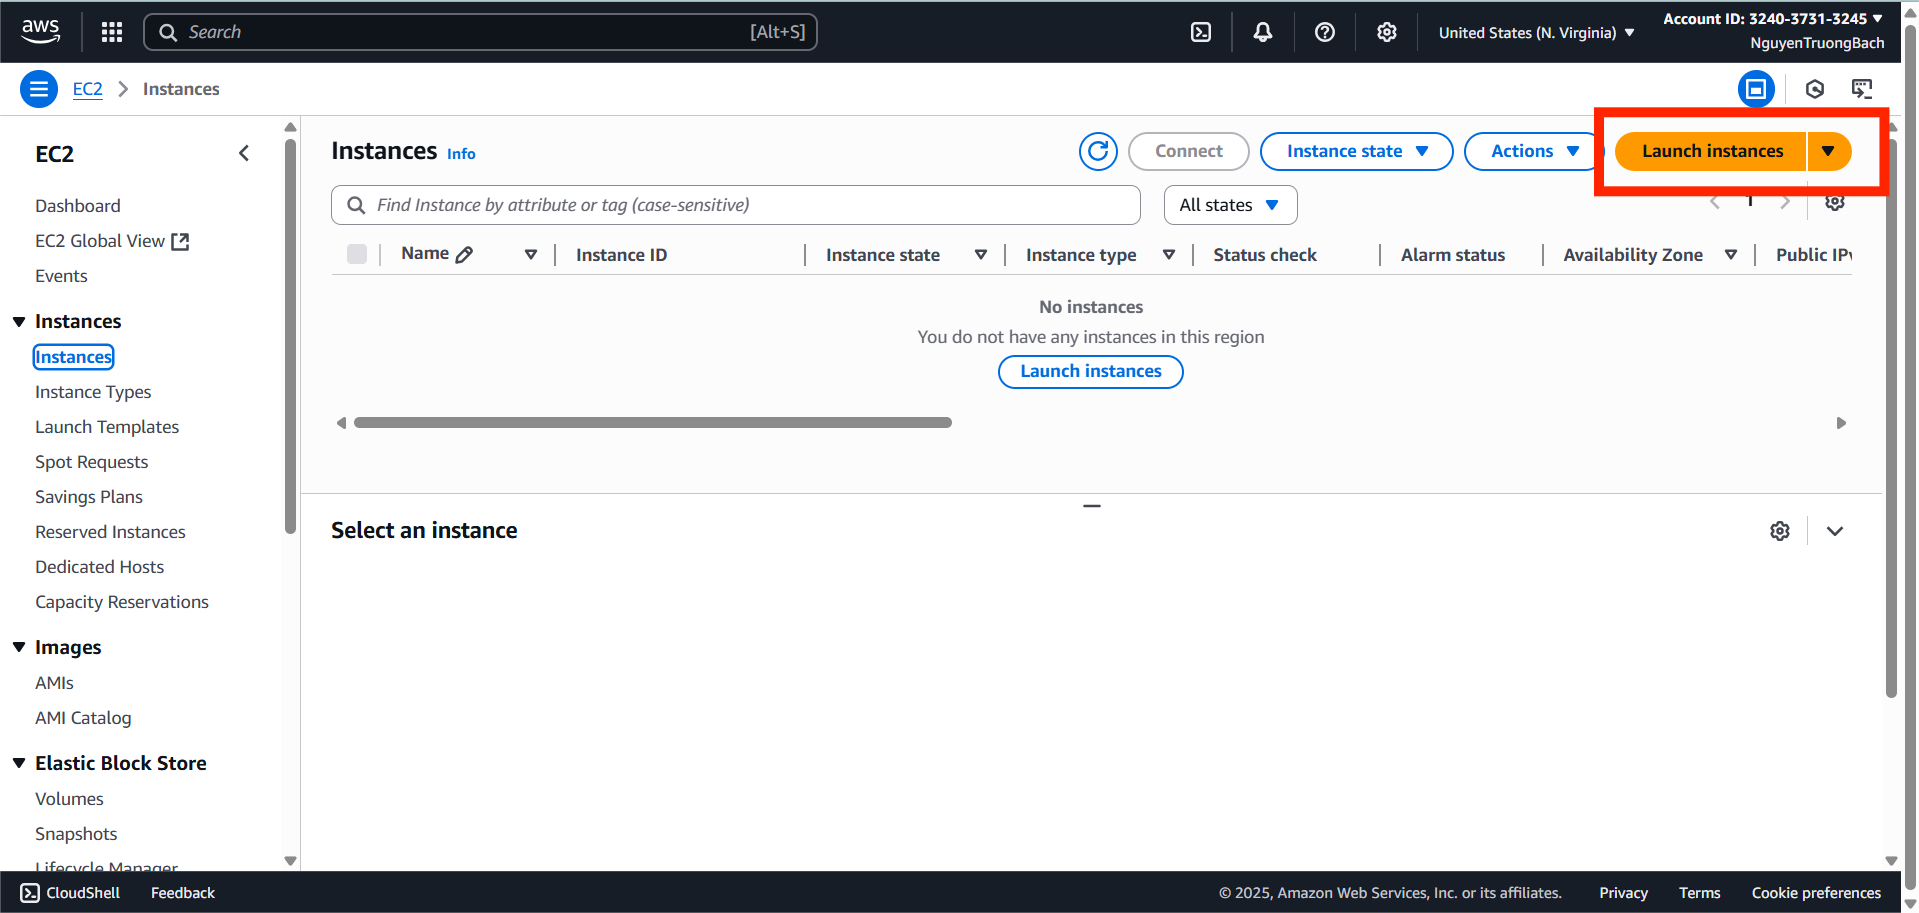 aws
Search [Alt+S]
United States (N. Virginia)
Account ID: 3240-3731-3245
NguyenTruongBach
EC2 Instances
EC2
Dashboard
EC2 Global View
Events
Instances
Instances
Instance Types
Launch Templates
Spot Requests
Savings Plans
Reserved Instances
Dedicated Hosts
Capacity Reservations
Images
AMIs
AMI Catalog
Elastic Block Store
Volumes
Snapshots
Lifecycle Manager
Instances Info
Connect
Instance state
Actions
Launch instances
Find Instance by attribute or tag (case-sensitive)
All states
1
Name Instance ID Instance state Instance type Status check Alarm status Availability Zone Public IPv
No instances
You do not have any instances in this region
Launch instances
Select an instance
CloudShell Feedback
© 2025, Amazon Web Services, Inc. or its affiliates. Privacy Terms Cookie preferences